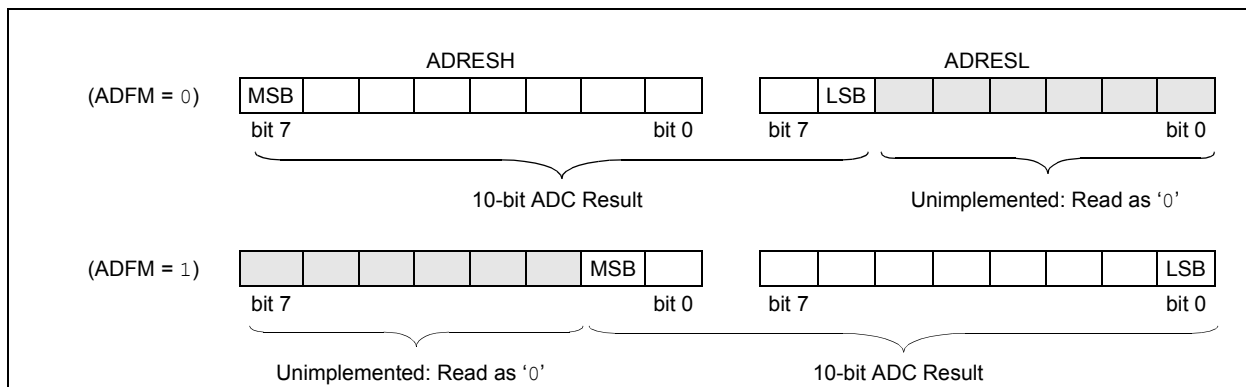 ADRESH ADRESL
(ADFM = 0) MSB LSB
bit 7 bit 0 bit 7 bit 0
10-bit ADC Result Unimplemented: Read as ‘0’
(ADFM = 1) MSB LSB
bit 7 bit 0 bit 7 bit 0
Unimplemented: Read as ‘0’ 10-bit ADC Result